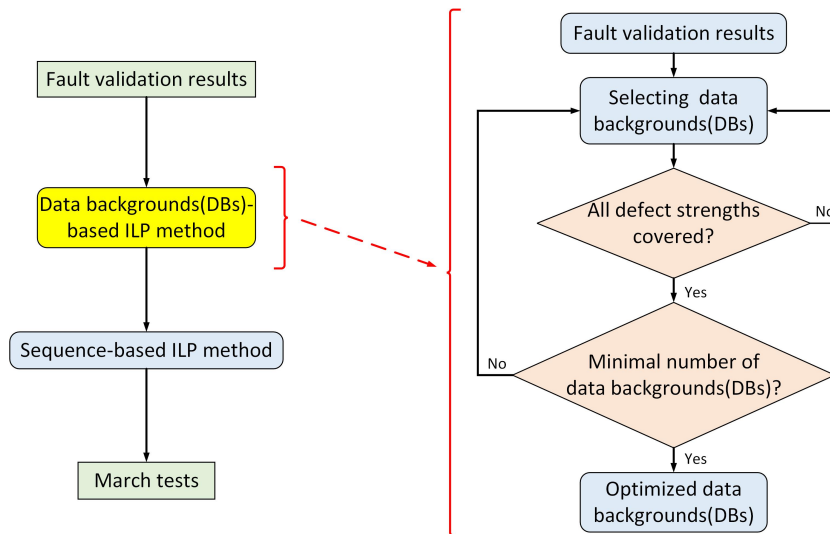 Fault validation results
Data backgrounds(DBs)-
based ILP method
Sequence-based ILP method
March tests
Fault validation results
Selecting data
backgrounds(DBs)
All defect strengths
covered?
No
Yes
Minimal number of
data backgrounds(DBs)?
No
Yes
Optimized data
backgrounds(DBs)